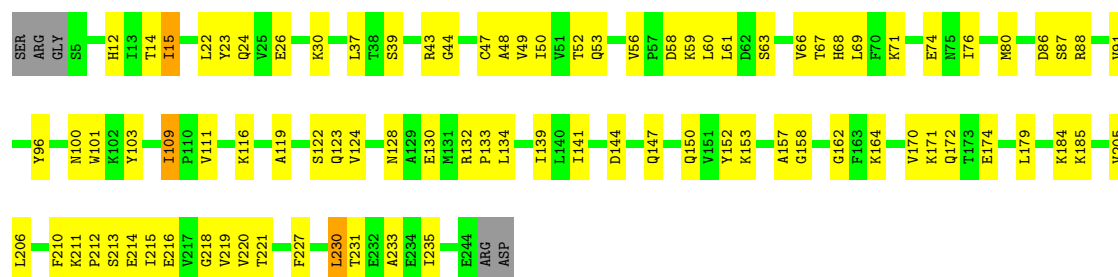 SER ARG GLY S5 H12 I13 T14 I15 L22 Y23 Q24 V25 E26 K30 L37 T38 S39 R43 G44 C47 A48 V49 I50 V51 T52 Q53 V56 P57 D58 K59 L60 L61 D62 S63 V66 T67 H68 L69 F70 K71 E74 N75 I76 M80 D86 S87 R88
Y96 N100 W101 K102 Y103 I109 P110 V111 K116 A119 S122 Q123 V124 N128 A129 E130 M131 R132 P133 L134 I139 L140 I141 D144 Q147 Q150 V151 Y152 K153 A157 G158 G162 F163 K164 V170 K171 Q172 T173 E174 L179 K184 K185
L206 F210 K211 P212 S213 E214 I215 E216 V217 G218 V219 V220 T221 F227 L230 T231 E232 A233 E234 I235 E244 ARG ASP